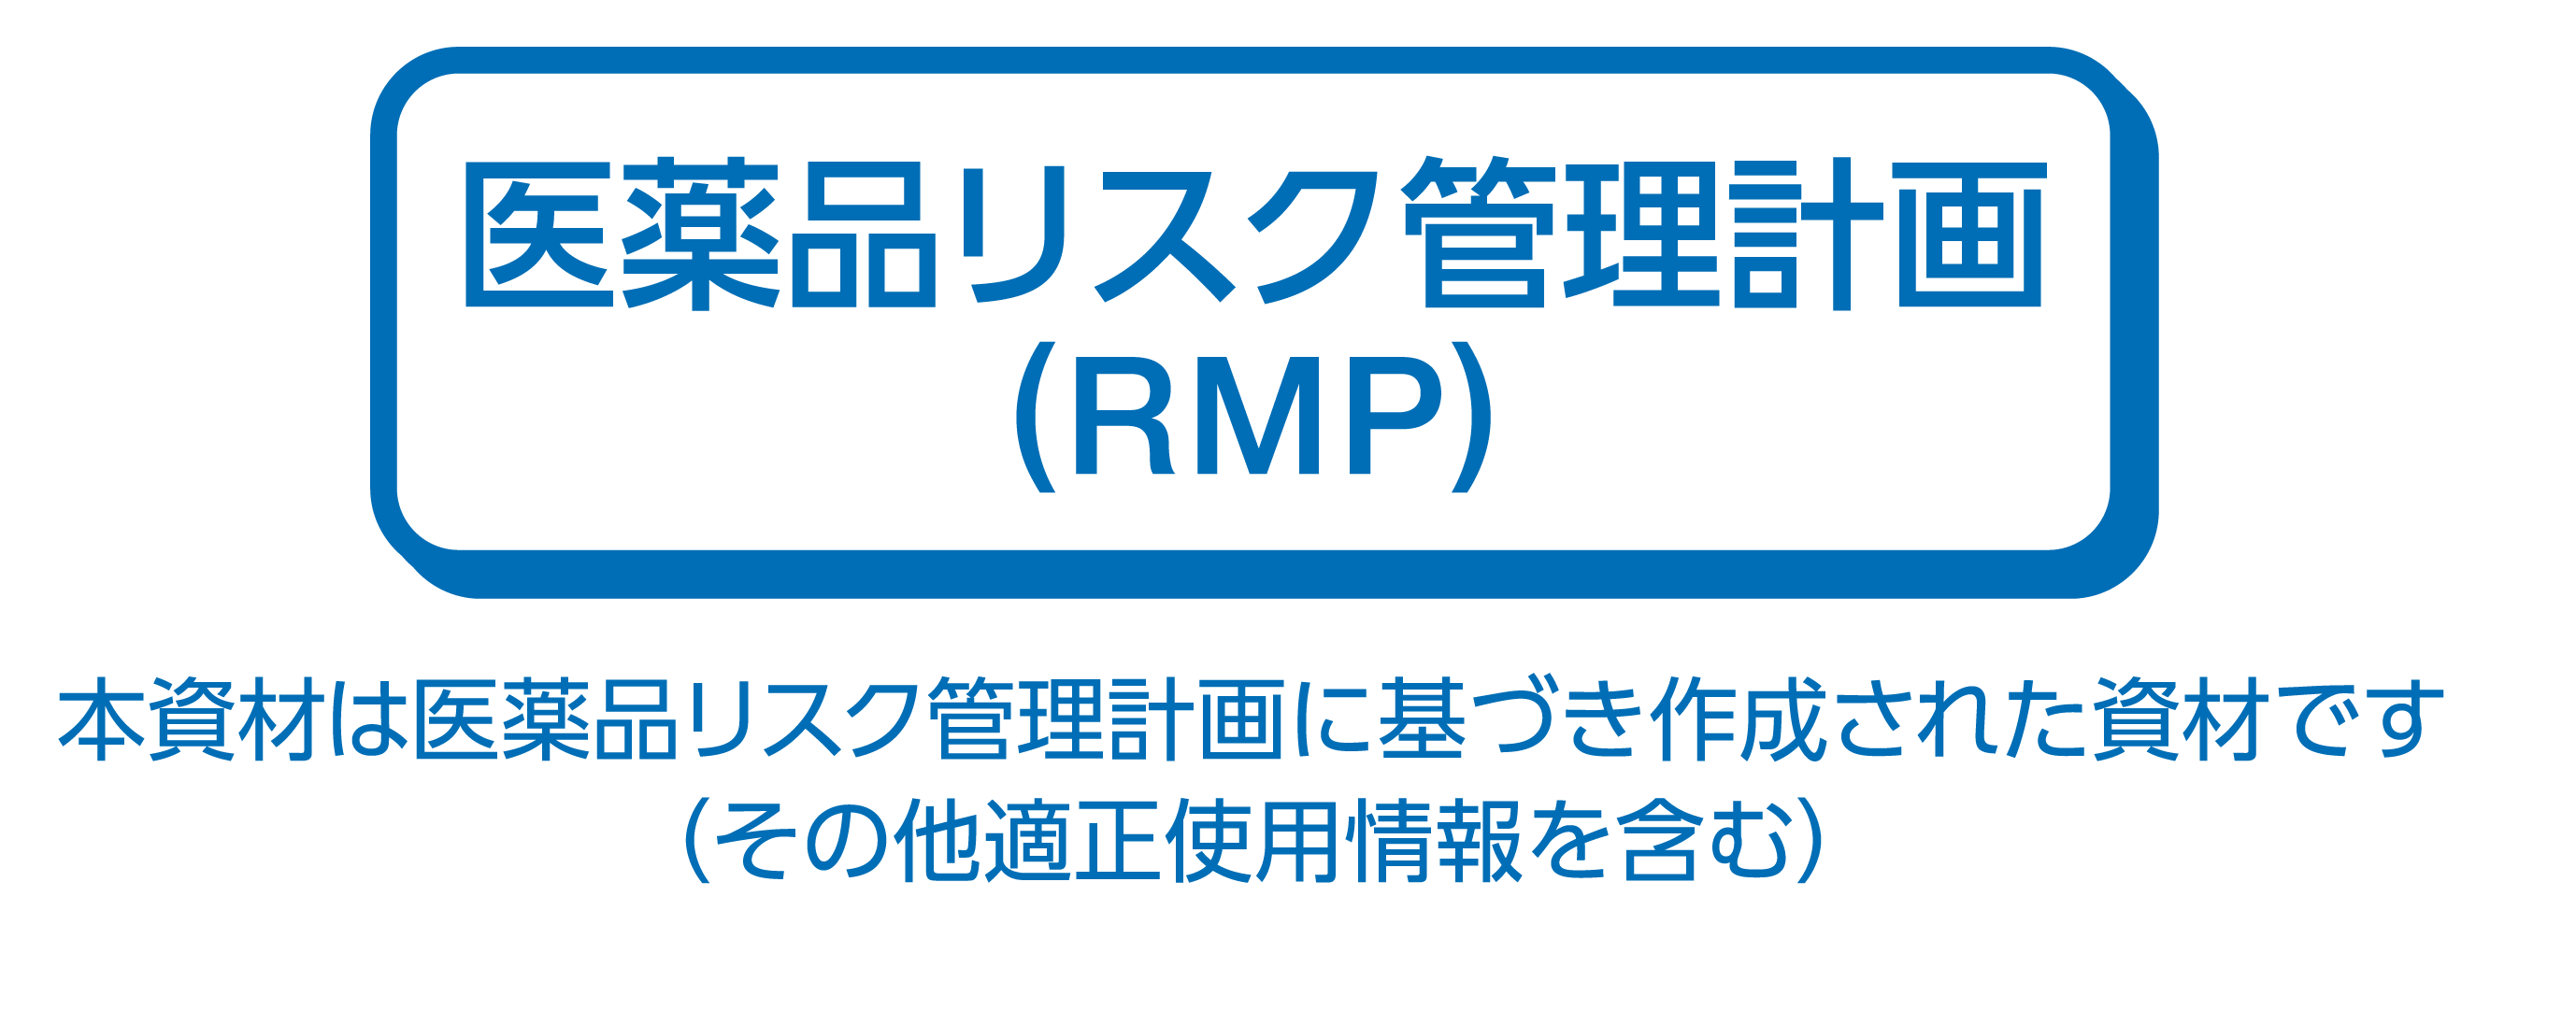 医薬品リスク管理計画
(RMP)
本資材は医薬品リスク管理計画に基づき作成された資材です
(その他適正使用情報を含む)